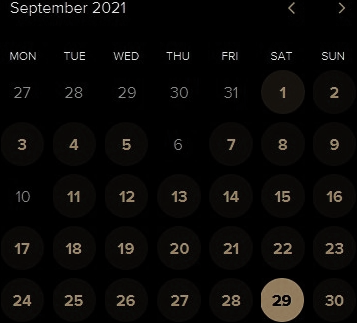 September 2021
MON TUE WED THU FRI SAT SUN
27 28 29 30 31 1 2
3 4 5 6 7 8 9
10 11 12 13 14 15 16
17 18 19 20 21 22 23
24 25 26 27 28 29 30